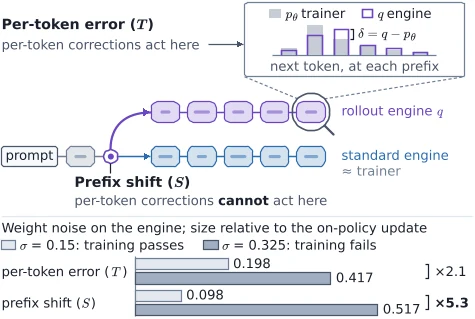 Per-token error (T)
per-token corrections act here
pθ trainer q engine
δ = q − pθ
next token, at each prefix
rollout engine q
prompt
standard engine
≈ trainer
Prefix shift (S)
per-token corrections cannot act here
Weight noise on the engine; size relative to the on-policy update
σ = 0.15: training passes σ = 0.325: training fails
per-token error (T) 0.198 0.417 ×2.1
prefix shift (S) 0.098 0.517 ×5.3